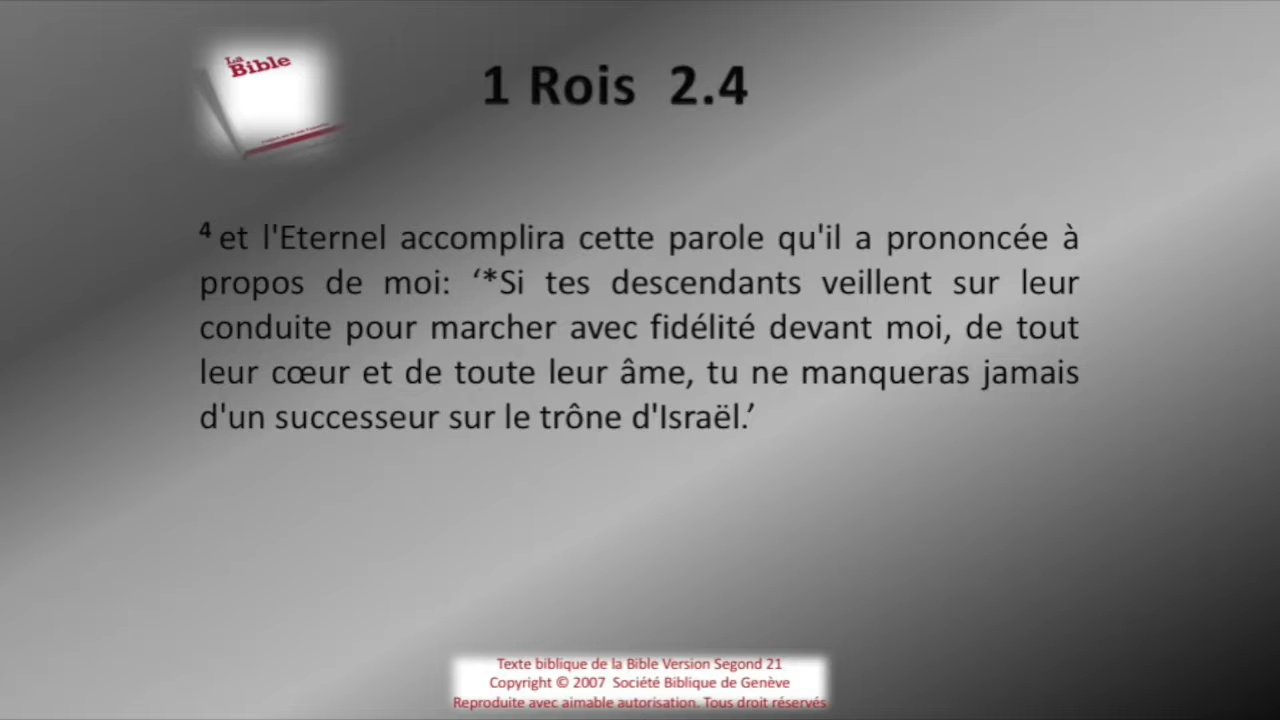 La
Bible
1 Rois 2.4
4 et l'Eternel accomplira cette parole qu'il a prononcée à
propos de moi: ‘*Si tes descendants veillent sur leur
conduite pour marcher avec fidélité devant moi, de tout
leur cœur et de toute leur âme, tu ne manqueras jamais
d'un successeur sur le trône d'Israël.’
Texte biblique de la Bible Version Segond 21
Copyright © 2007 Société Biblique de Genève
Reproduite avec aimable autorisation. Tous droit réservés